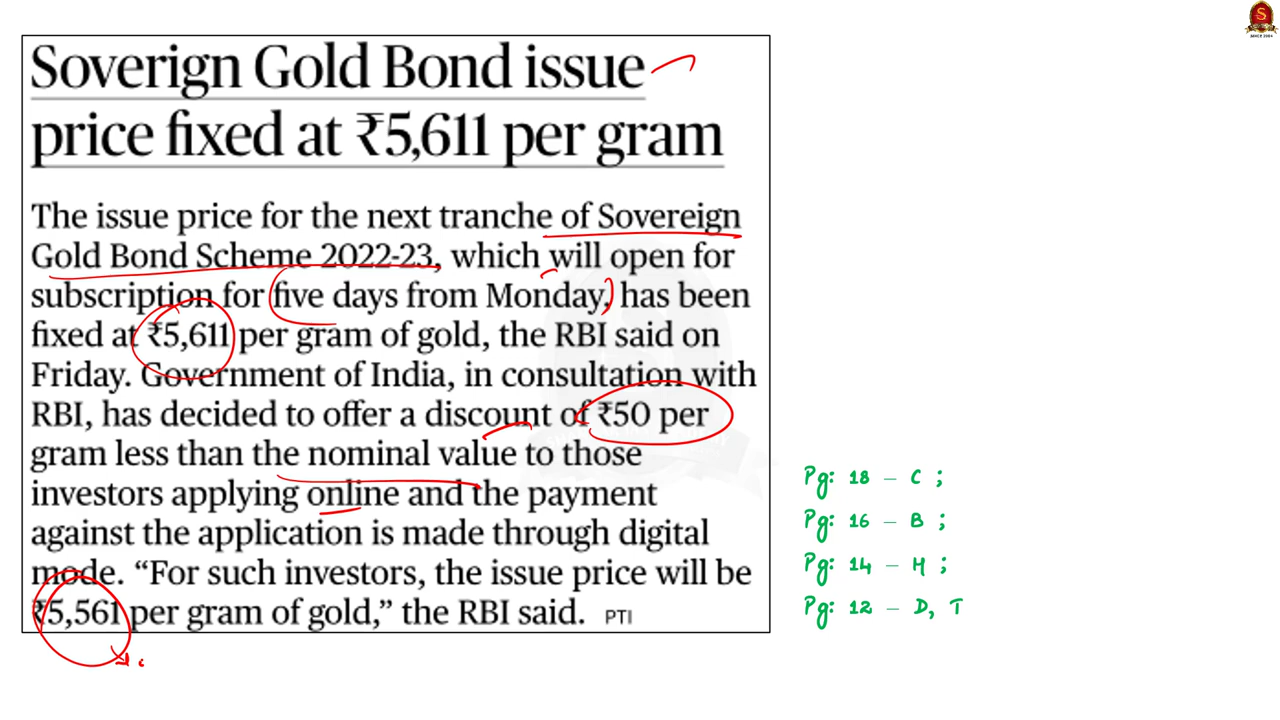 Soverign Gold Bond issue
price fixed at ₹5,611 per gram
The issue price for the next tranche of Sovereign
Gold Bond Scheme 2022-23, which will open for
subscription for five days from Monday, has been
fixed at ₹5,611 per gram of gold, the RBI said on
Friday. Government of India, in consultation with
RBI, has decided to offer a discount of ₹50 per
gram less than the nominal value to those
investors applying online and the payment
against the application is made through digital
mode. “For such investors, the issue price will be
₹5,561 per gram of gold,” the RBI said. PTI
Pg: 18 – C ;
Pg: 16 – B ;
Pg: 14 – H ;
Pg: 12 – D, T
S
SINCE 2004